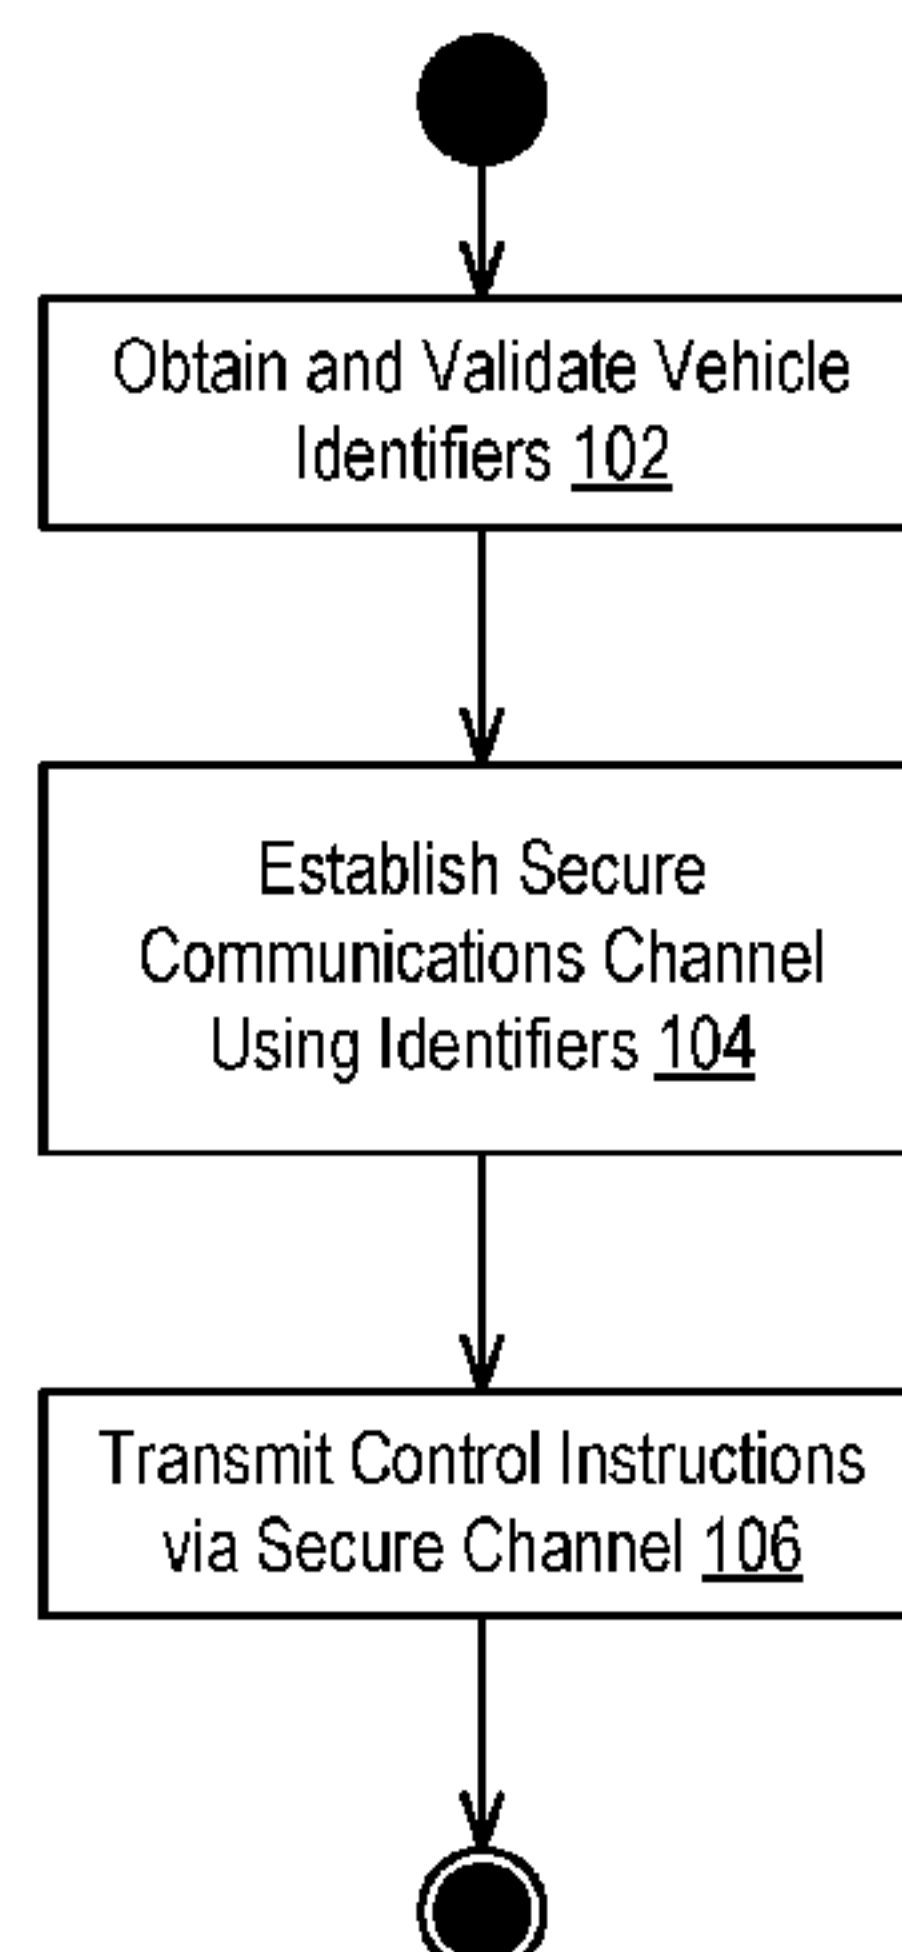 Obtain and Validate Vehicle
Identifiers 102
Establish Secure
Communications Channel
Using Identifiers 104
Transmit Control Instructions
via Secure Channel 106